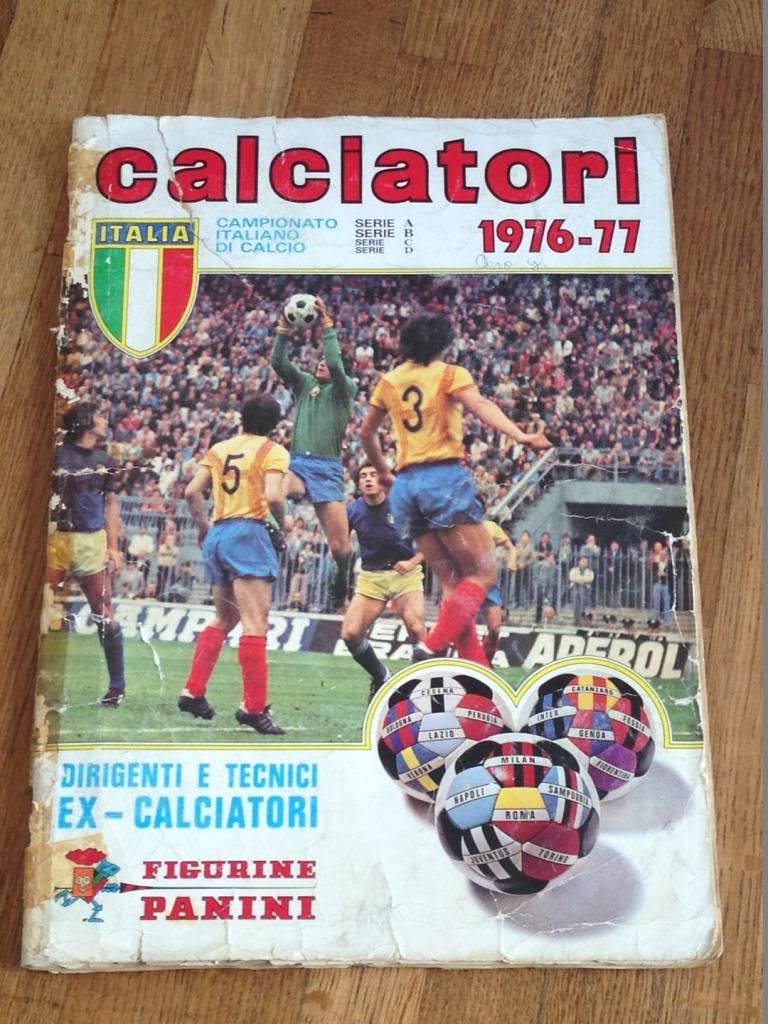 calciatori
ITALIA
CAMPIONATO
ITALIANO
DI CALCIO
SERIE A
SERIE B
SERIE C
SERIE D
1976-77
5
3
CAMPARI
APEROL
CESENA
BOLOGNA
PERUGIA
LAZIO
VERONA
CATANZARO
INTER
FOGGIA
GENOA
FIORENTINA
MILAN
NAPOLI
SAMPDORIA
ROMA
JUVENTUS
TORINO
DIRIGENTI E TECNICI
EX-CALCIATORI
FIGURINE
PANINI